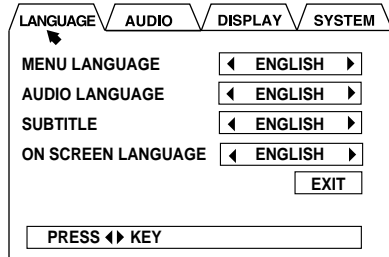 LANGUAGE AUDIO DISPLAY SYSTEM
MENU LANGUAGE ENGLISH
AUDIO LANGUAGE ENGLISH
SUBTITLE ENGLISH
ON SCREEN LANGUAGE ENGLISH
EXIT
PRESS ◀▶ KEY